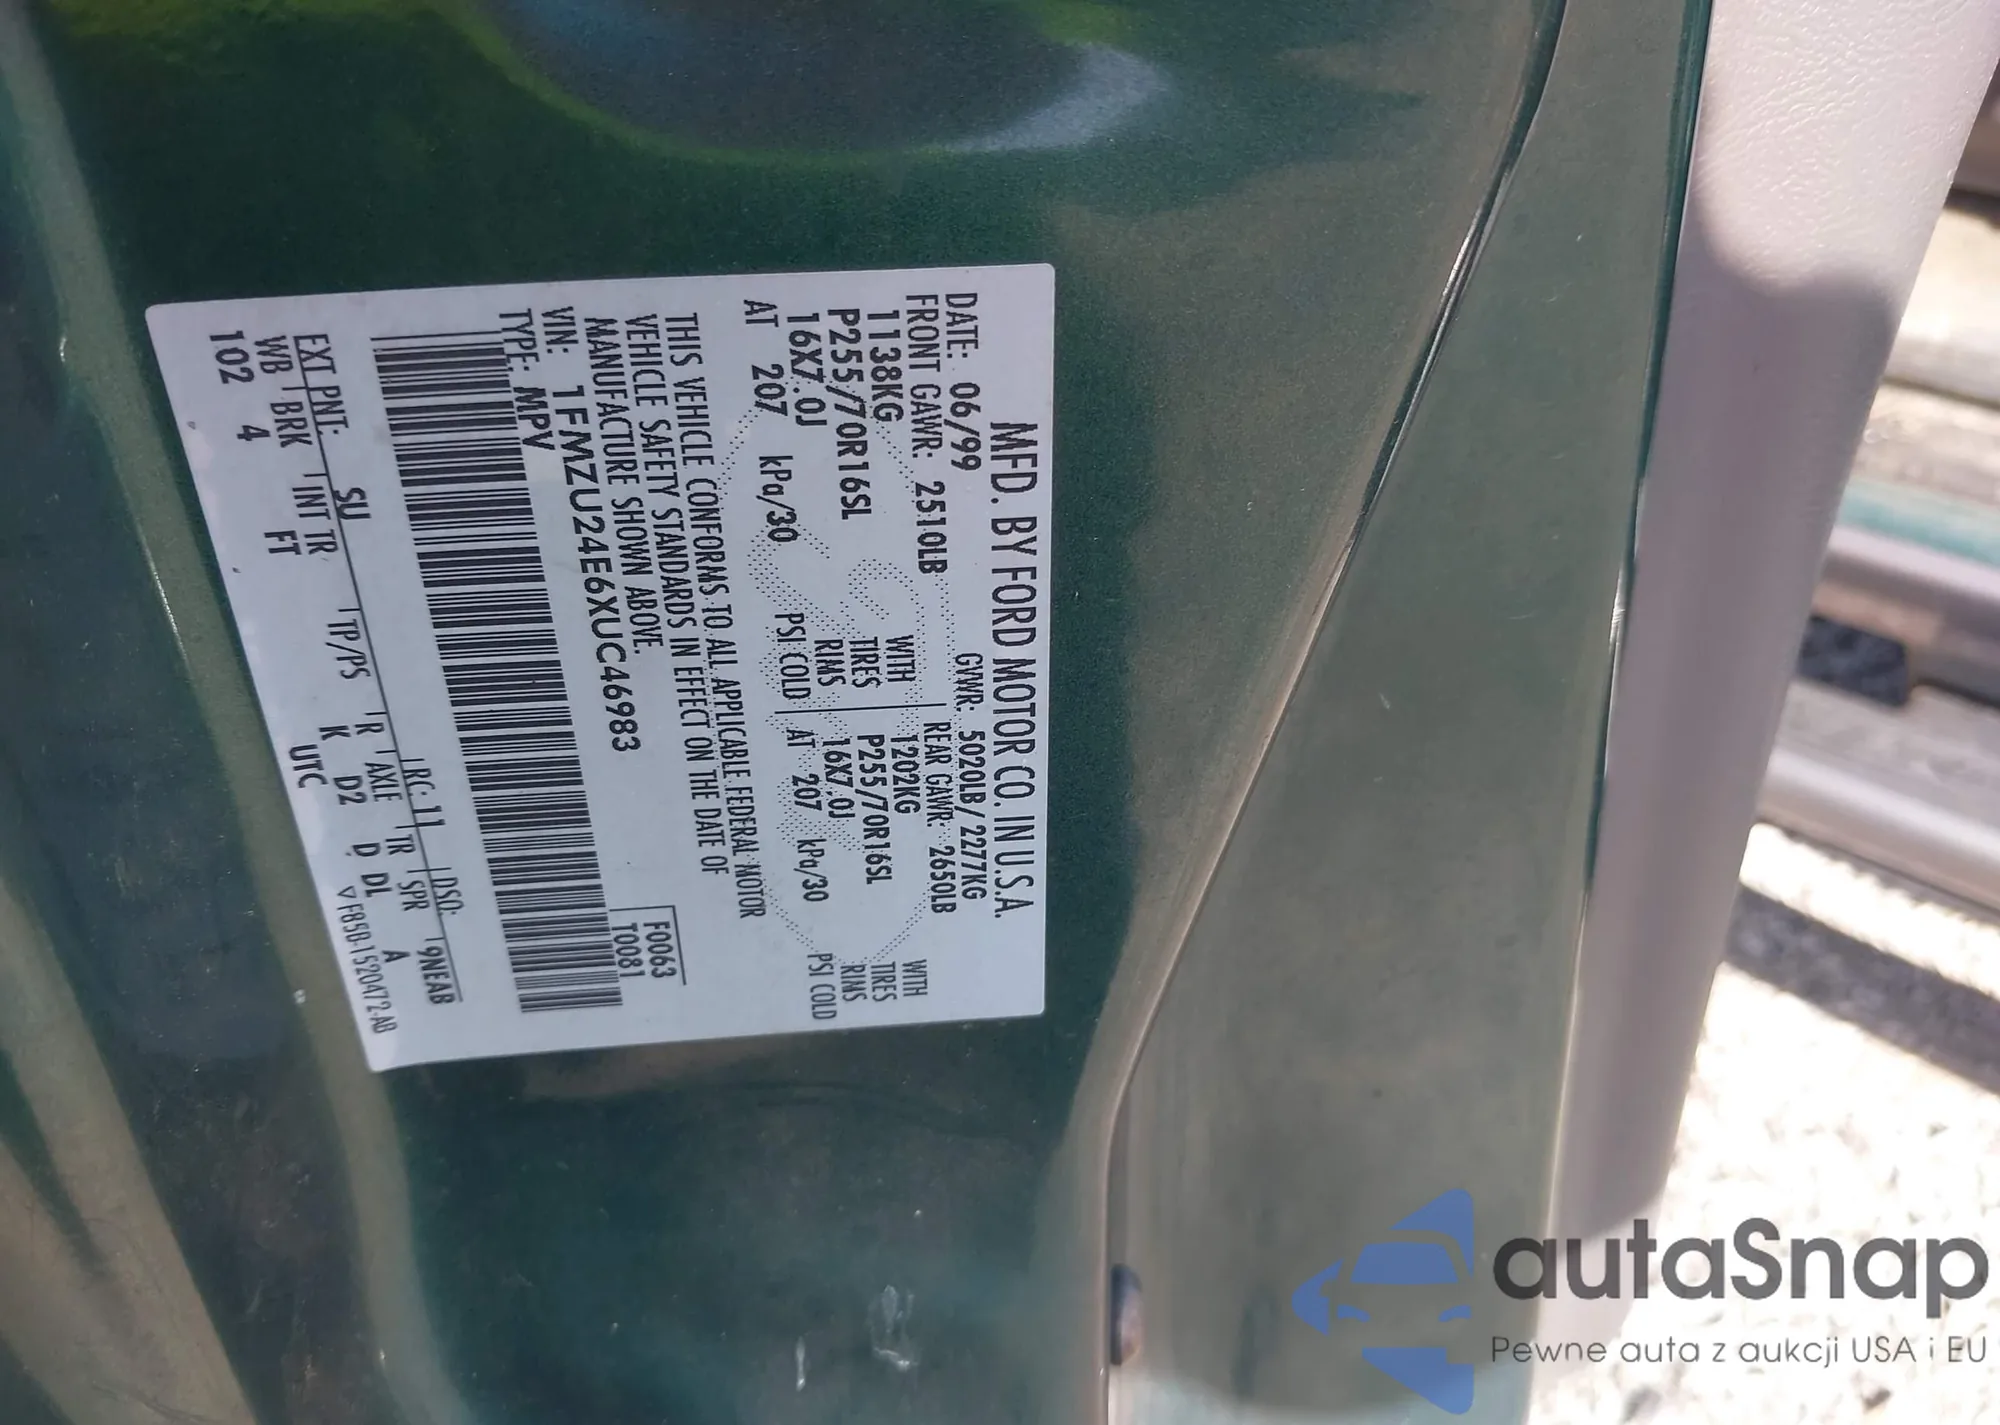 MFD. BY FORD MOTOR CO. IN U.S.A.
DATE: 06/99 GVWR: 5020LB/2277KG
FRONT GAWR: 2510LB REAR GAWR: 2650LB
1138KG WITH 1202KG WITH
P255/70R16SL TIRES P255/70R16SL TIRES
16X7.0J RIMS 16X7.0J RIMS
AT 207 kPa/30 PSI COLD AT 207 kPa/30 PSI COLD
THIS VEHICLE CONFORMS TO ALL APPLICABLE FEDERAL MOTOR
VEHICLE SAFETY STANDARDS IN EFFECT ON THE DATE OF
MANUFACTURE SHOWN ABOVE.
VIN: 1FMZU24E6XUC46983 F0063
TYPE: MPV T0081
EXT PNT: SU RC: 11 DSO: 9NEAB
WB BRK INT TR TP/PS R AXLE TR SPR
102 4 FT K D2 D DL A
UTC ▽ F85B-1520472-AB
autaSnap
Pewne auta z aukcji USA i EU